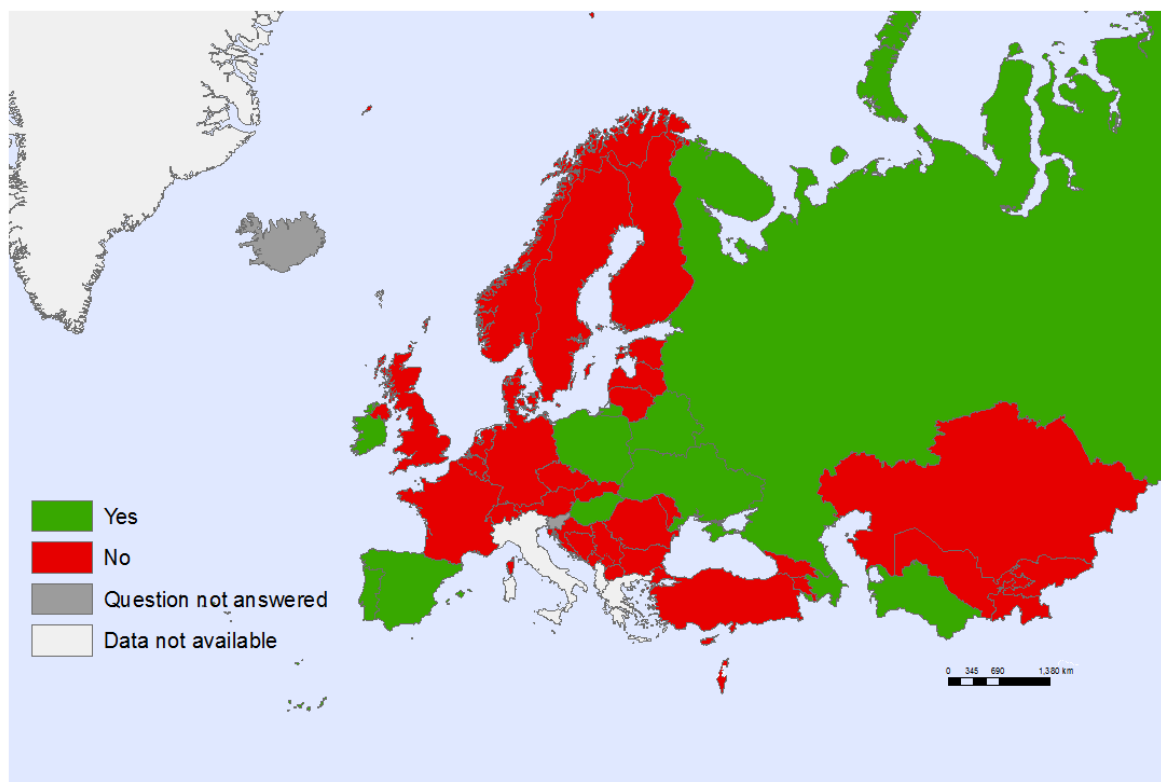 Yes
No
Question not answered
Data not available
0 345 690 1,380 km